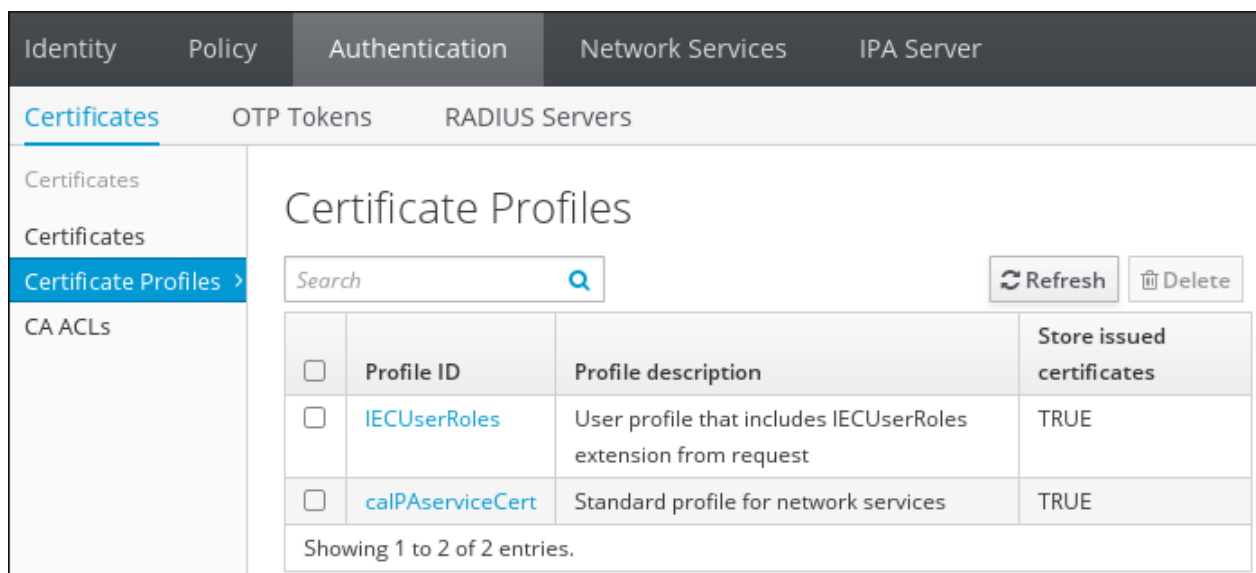 Identity Policy Authentication Network Services IPA Server
Certificates OTP Tokens RADIUS Servers
Certificates
Certificates
Certificate Profiles >
CA ACLs
Certificate Profiles
Search Refresh Delete
Profile ID Profile description Store issued certificates
IECUserRoles User profile that includes IECUserRoles extension from request TRUE
caIPAserviceCert Standard profile for network services TRUE
Showing 1 to 2 of 2 entries.